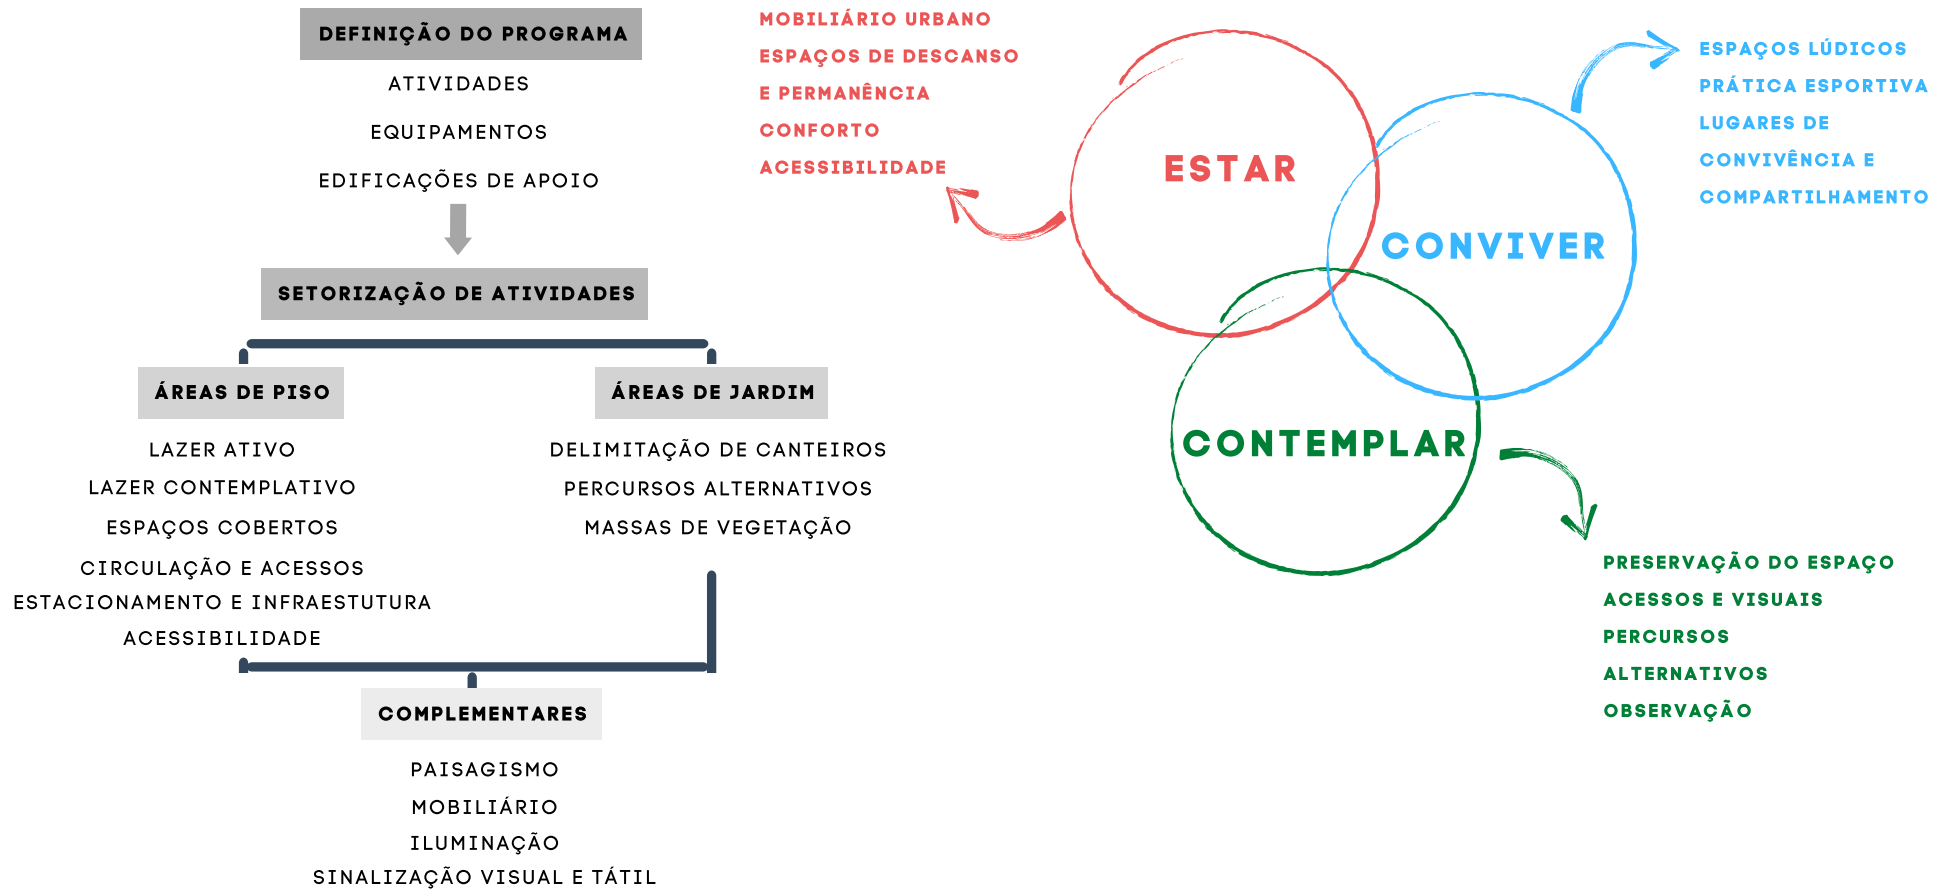 DEFINIÇÃO DO PROGRAMA
ATIVIDADES
EQUIPAMENTOS
EDIFICAÇÕES DE APOIO
SETORIZAÇÃO DE ATIVIDADES
ÁREAS DE PISO
LAZER ATIVO
LAZER CONTEMPLATIVO
ESPAÇOS COBERTOS
CIRCULAÇÃO E ACESSOS
ESTACIONAMENTO E INFRAESTUTURA
ACESSIBILIDADE
ÁREAS DE JARDIM
DELIMITAÇÃO DE CANTEIROS
PERCURSOS ALTERNATIVOS
MASSAS DE VEGETAÇÃO
COMPLEMENTARES
PAISAGISMO
MOBILIÁRIO
ILUMINAÇÃO
SINALIZAÇÃO VISUAL E TÁTIL
MOBILIÁRIO URBANO
ESPAÇOS DE DESCANSO
E PERMANÊNCIA
CONFORTO
ACESSIBILIDADE
ESTAR
CONVIVER
CONTEMPLAR
ESPAÇOS LÚDICOS
PRÁTICA ESPORTIVA
LUGARES DE
CONVIVÊNCIA E
COMPARTILHAMENTO
PRESERVAÇÃO DO ESPAÇO
ACESSOS E VISUAIS
PERCURSOS
ALTERNATIVOS
OBSERVAÇÃO